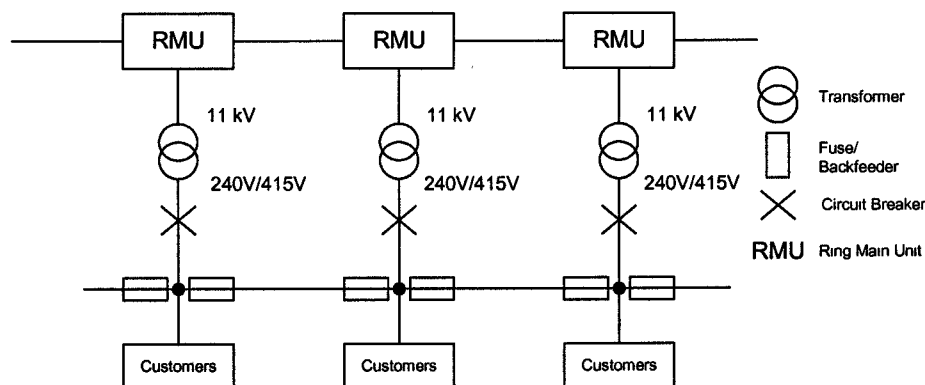 RMU
RMU
RMU
11 kV
11 kV
11 kV
Transformer
Fuse/
Backfeeder
240V/415V
240V/415V
240V/415V
Circuit Breaker
RMU Ring Main Unit
Customers
Customers
Customers